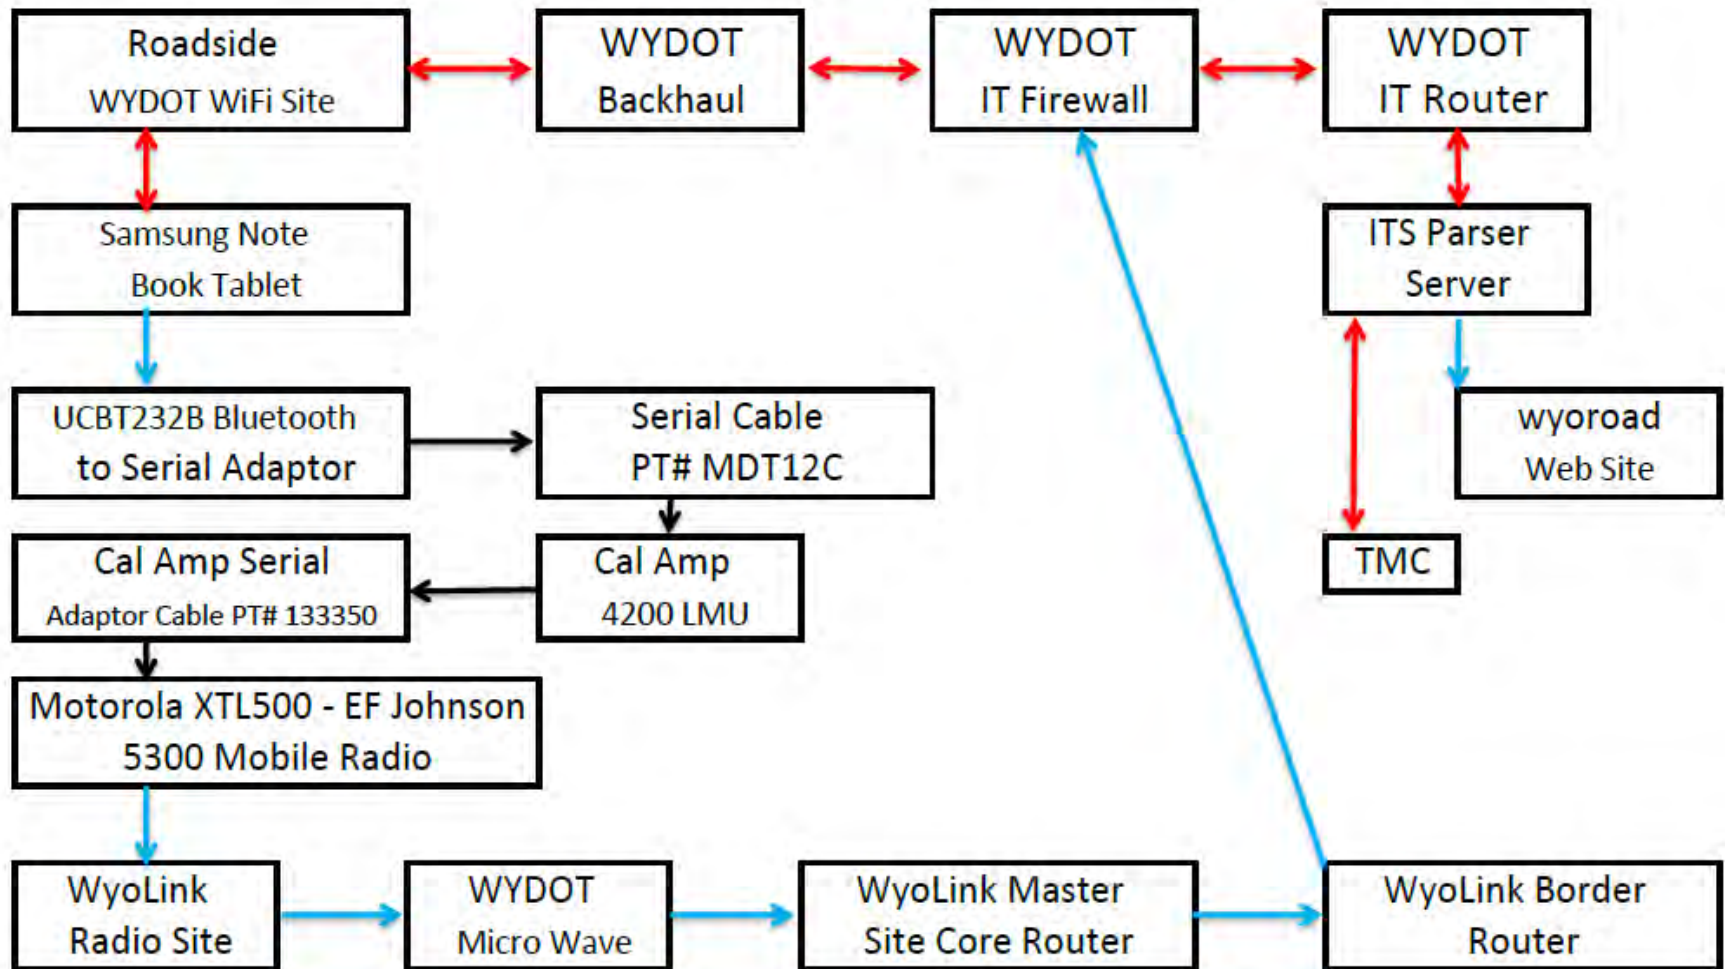 Roadside
WYDOT WiFi Site
WYDOT
Backhaul
WYDOT
IT Firewall
WYDOT
IT Router
Samsung Note
Book Tablet
ITS Parser
Server
UCBT232B Bluetooth
to Serial Adaptor
Serial Cable
PT# MDT12C
wyoroad
Web Site
Cal Amp Serial
Adaptor Cable PT# 133350
Cal Amp
4200 LMU
TMC
Motorola XTL500 - EF Johnson
5300 Mobile Radio
WyoLink
Radio Site
WYDOT
Micro Wave
WyoLink Master
Site Core Router
WyoLink Border
Router